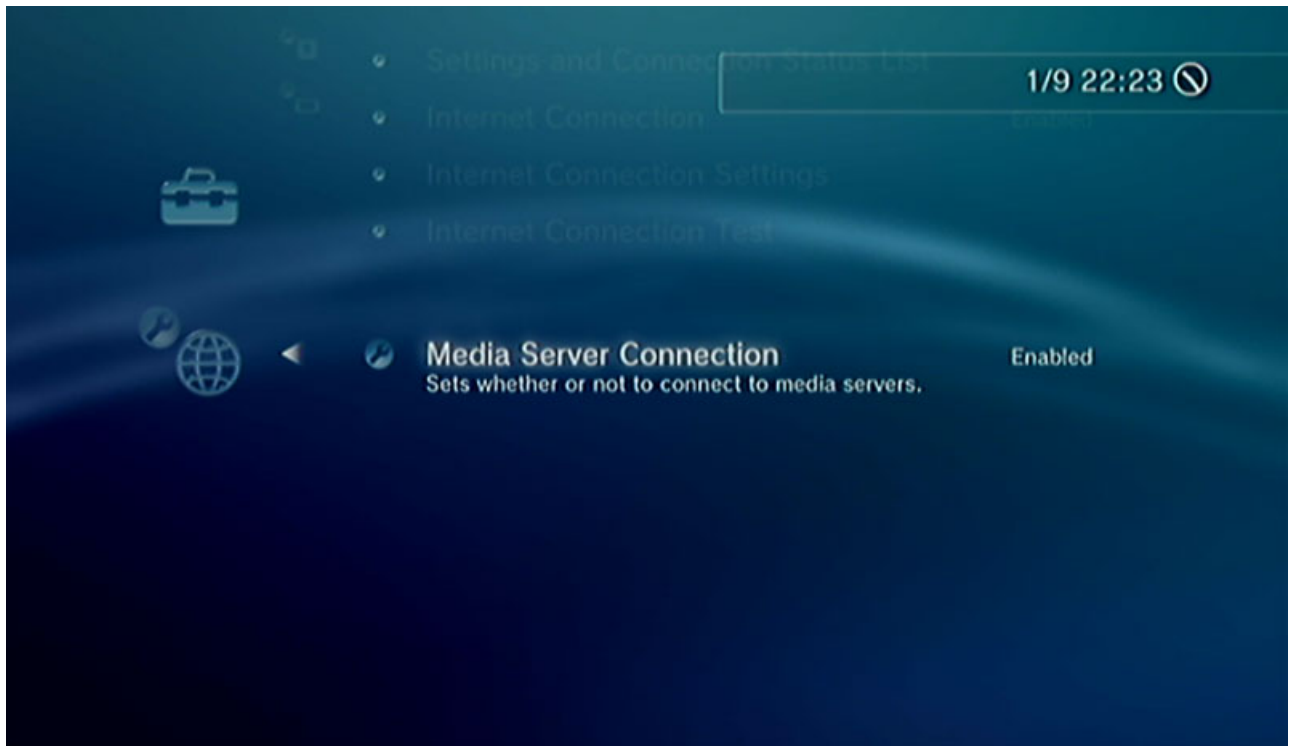 Settings and Connection Status List
1/9 22:23
Internet Connection Enabled
Internet Connection Settings
Internet Connection Test
Media Server Connection Enabled
Sets whether or not to connect to media servers.